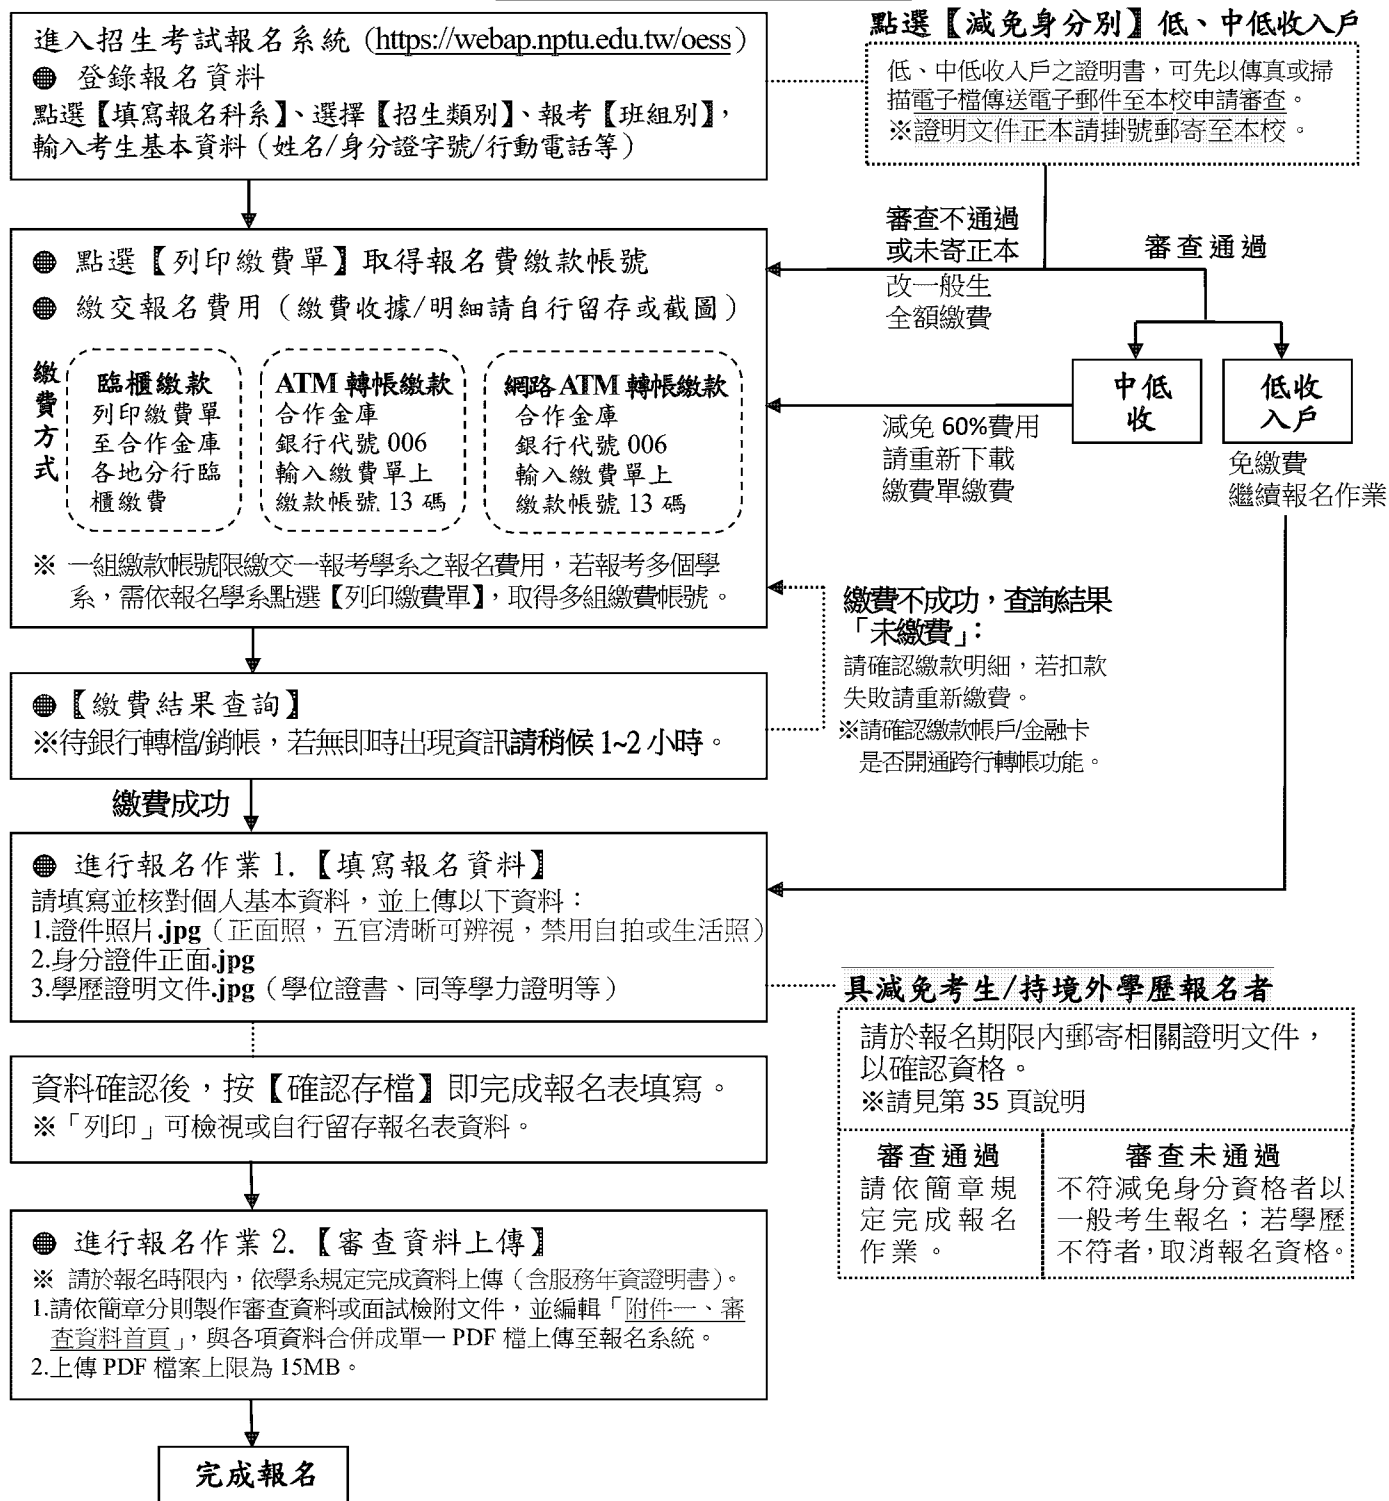 進入招生考試報名系統 (https://webap.nptu.edu.tw/oess)
● 登錄報名資料
點選【填寫報名科系】、選擇【招生類別】、報考【班組別】,
輸入考生基本資料(姓名/身分證字號/行動電話等)
點選【減免身分別】低、中低收入戶
低、中低收入戶之證明書,可先以傳真或掃
描電子檔傳送電子郵件至本校申請審查。
※證明文件正本請掛號郵寄至本校。
審查不通過
或未寄正本
改一般生
全額繳費
審查通過
● 點選【列印繳費單】取得報名費繳款帳號
● 繳交報名費用(繳費收據/明細請自行留存或截圖)
繳費方式
臨櫃繳款
列印繳費單
至合作金庫
各地分行臨
櫃繳費
ATM 轉帳繳款
合作金庫
銀行代號 006
輸入繳費單上
繳款帳號 13 碼
網路 ATM 轉帳繳款
合作金庫
銀行代號 006
輸入繳費單上
繳款帳號 13 碼
※ 一組繳款帳號限繳交一報考學系之報名費用,若報考多個學
系,需依報名學系點選【列印繳費單】,取得多組繳費帳號。
中低
收
低收
入戶
減免 60%費用
請重新下載
繳費單繳費
免繳費
繼續報名作業
繳費不成功,查詢結果
「未繳費」:
請確認繳款明細,若扣款
失敗請重新繳費。
※請確認繳款帳戶/金融卡
是否開通跨行轉帳功能。
●【繳費結果查詢】
※待銀行轉檔/銷帳,若無即時出現資訊請稍候 1~2 小時。
繳費成功
● 進行報名作業 1.【填寫報名資料】
請填寫並核對個人基本資料,並上傳以下資料:
1.證件照片.jpg(正面照,五官清晰可辨視,禁用自拍或生活照)
2.身分證件正面.jpg
3.學歷證明文件.jpg(學位證書、同等學力證明等)
具減免考生/持境外學歷報名者
請於報名期限內郵寄相關證明文件,
以確認資格。
※請見第 35 頁說明
審查通過
請依簡章規
定完成報名
作業。
審查未通過
不符減免身分資格者以
一般考生報名;若學歷
不符者,取消報名資格。
資料確認後,按【確認存檔】即完成報名表填寫。
※「列印」可檢視或自行留存報名表資料。
● 進行報名作業 2.【審查資料上傳】
※ 請於報名時限內,依學系規定完成資料上傳(含服務年資證明書)。
1.請依簡章分則製作審查資料或面試檢附文件,並編輯「附件一、審
查資料首頁」,與各項資料合併成單一 PDF 檔上傳至報名系統。
2.上傳 PDF 檔案上限為 15MB。
完成報名